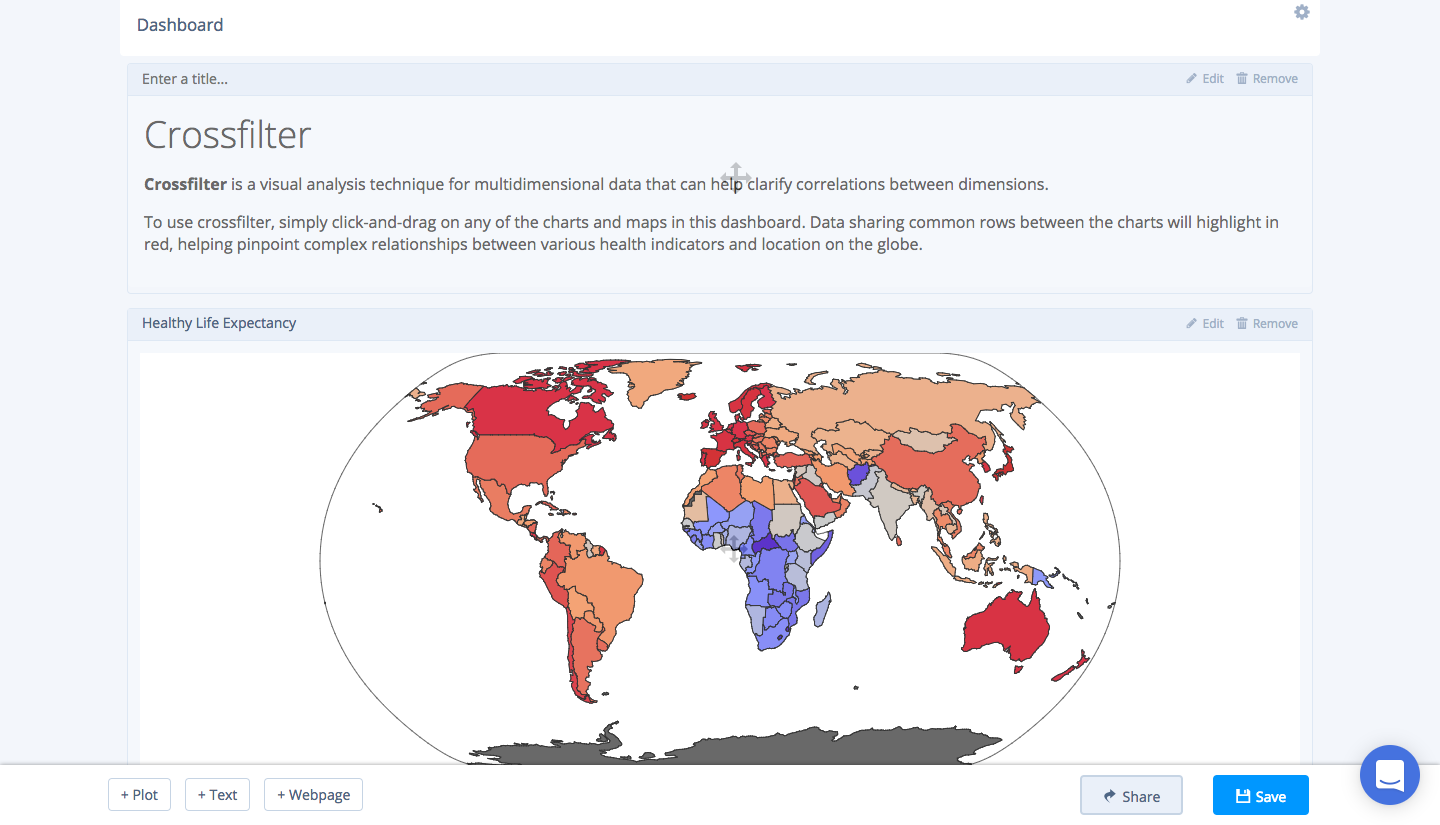 Dashboard
Enter a title...
Edit Remove
Crossfilter
Crossfilter is a visual analysis technique for multidimensional data that can help clarify correlations between dimensions.
To use crossfilter, simply click-and-drag on any of the charts and maps in this dashboard. Data sharing common rows between the charts will highlight in
red, helping pinpoint complex relationships between various health indicators and location on the globe.
Healthy Life Expectancy
Edit Remove
+ Plot + Text + Webpage Share Save